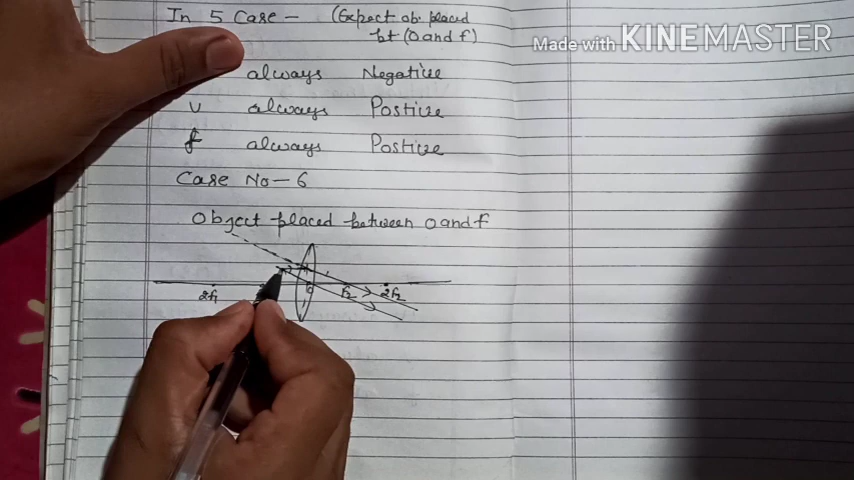 In 5 Case - (Expect ob. placed
bt (O and f)
Made with KINEMASTER
always Negative
v always Postive
f always Postive
Case No - 6
Object placed between O and f
2f1 O f2 2f2